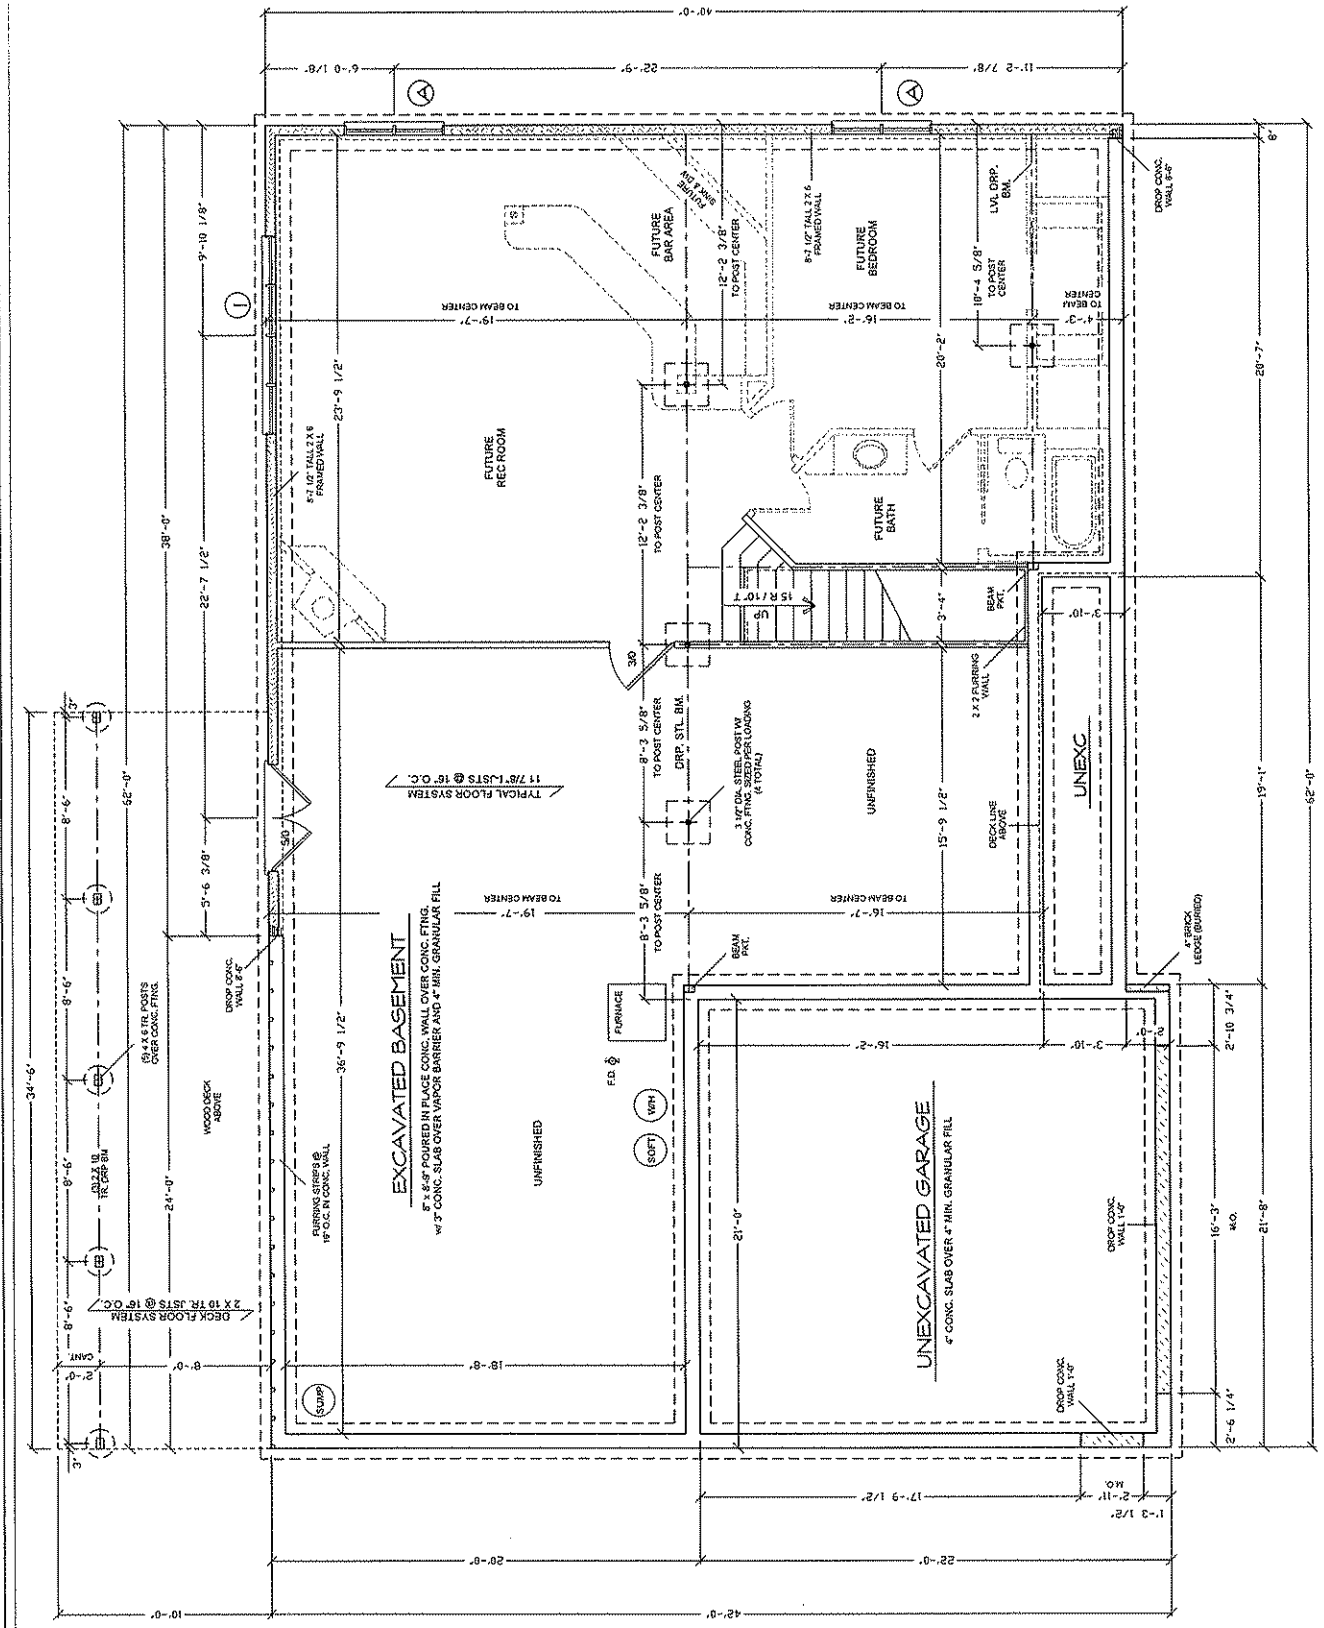 40'-0"
6'-0 1/8"
22'-9"
11'-2 7/8"
A
A
62'-0"
38'-0"
9'-10 1/8"
1
22'-7 1/2"
5'-6 3/8"
24'-0"
34'-6"
3"
8'-6"
8'-6"
8'-6"
8'-6"
3"
8'-0"
2'-0"
CANT.
10'-0"
(5) 4 X 6 TR. POSTS
OVER CONC. FTNG.
WOOD DECK
ABOVE
(3) 2 X 10
TR. DRP BM
DECK FLOOR SYSTEM
2 X 10 TR. JSTS @ 16" O.C.
DROP CONC.
WALL 8'-6"
FURRING STRIPS @
16" O.C. IN CONC. WALL
8'-7 1/2" TALL 2 X 6
FRAMED WALL
23'-9 1/2"
19'-7"
TO BEAM CENTER
FUTURE
REC ROOM
FUTURE
BAR AREA
FUTURE
SINK & DW
S
12'-2 3/8"
TO POST CENTER
12'-2 3/8"
TO POST CENTER
8'-7 1/2" TALL 2 X 6
FRAMED WALL
FUTURE
BEDROOM
16'-2"
TO BEAM CENTER
20'-2"
LVL DRP.
BM.
10'-4 5/8"
TO POST
CENTER
4'-3"
TO BEAM
CENTER
DROP CONC.
WALL 8'-6"
8"
20'-7"
19'-1"
62'-0"
FUTURE
BATH
UP
15 R / 10" T
3'-4"
BEAM
PKT.
2 X 2 FURRING
WALL
3'-10"
UNEXC
DECK LINE
ABOVE
4" BRICK
LEDGE (BURIED)
3/0
5/0
8'-3 5/8"
TO POST CENTER
DRP. STL. BM.
8'-3 5/8"
TO POST CENTER
3 1/2" DIA. STEEL POST W/
CONC. FTNG. SIZED PER LOADING
(4 TOTAL)
UNFINISHED
15'-9 1/2"
16'-7"
TO BEAM CENTER
TYPICAL FLOOR SYSTEM
11 7/8" I-JSTS @ 16" O.C.
19'-7"
TO BEAM CENTER
36'-9 1/2"
EXCAVATED BASEMENT
8" x 8'-9" POURED IN PLACE CONC. WALL OVER CONC. FTNG.
w/ 3" CONC. SLAB OVER VAPOR BARRIER AND 4" MIN. GRANULAR FILL
UNFINISHED
BEAM
PKT.
FURNACE
F.D.
W/H
SOFT
SUMP
18'-8"
21'-0"
16'-2"
3'-10"
2'-0"
UNEXCAVATED GARAGE
4" CONC. SLAB OVER 4" MIN. GRANULAR FILL
DROP CONC.
WALL 1'-0"
DROP CONC.
WALL 1'-0"
2'-10 3/4"
16'-3"
M.O.
21'-8"
2'-6 1/4"
17'-9 1/2"
2'-11"
M.O.
1'-3 1/2"
20'-0"
22'-0"
42'-0"